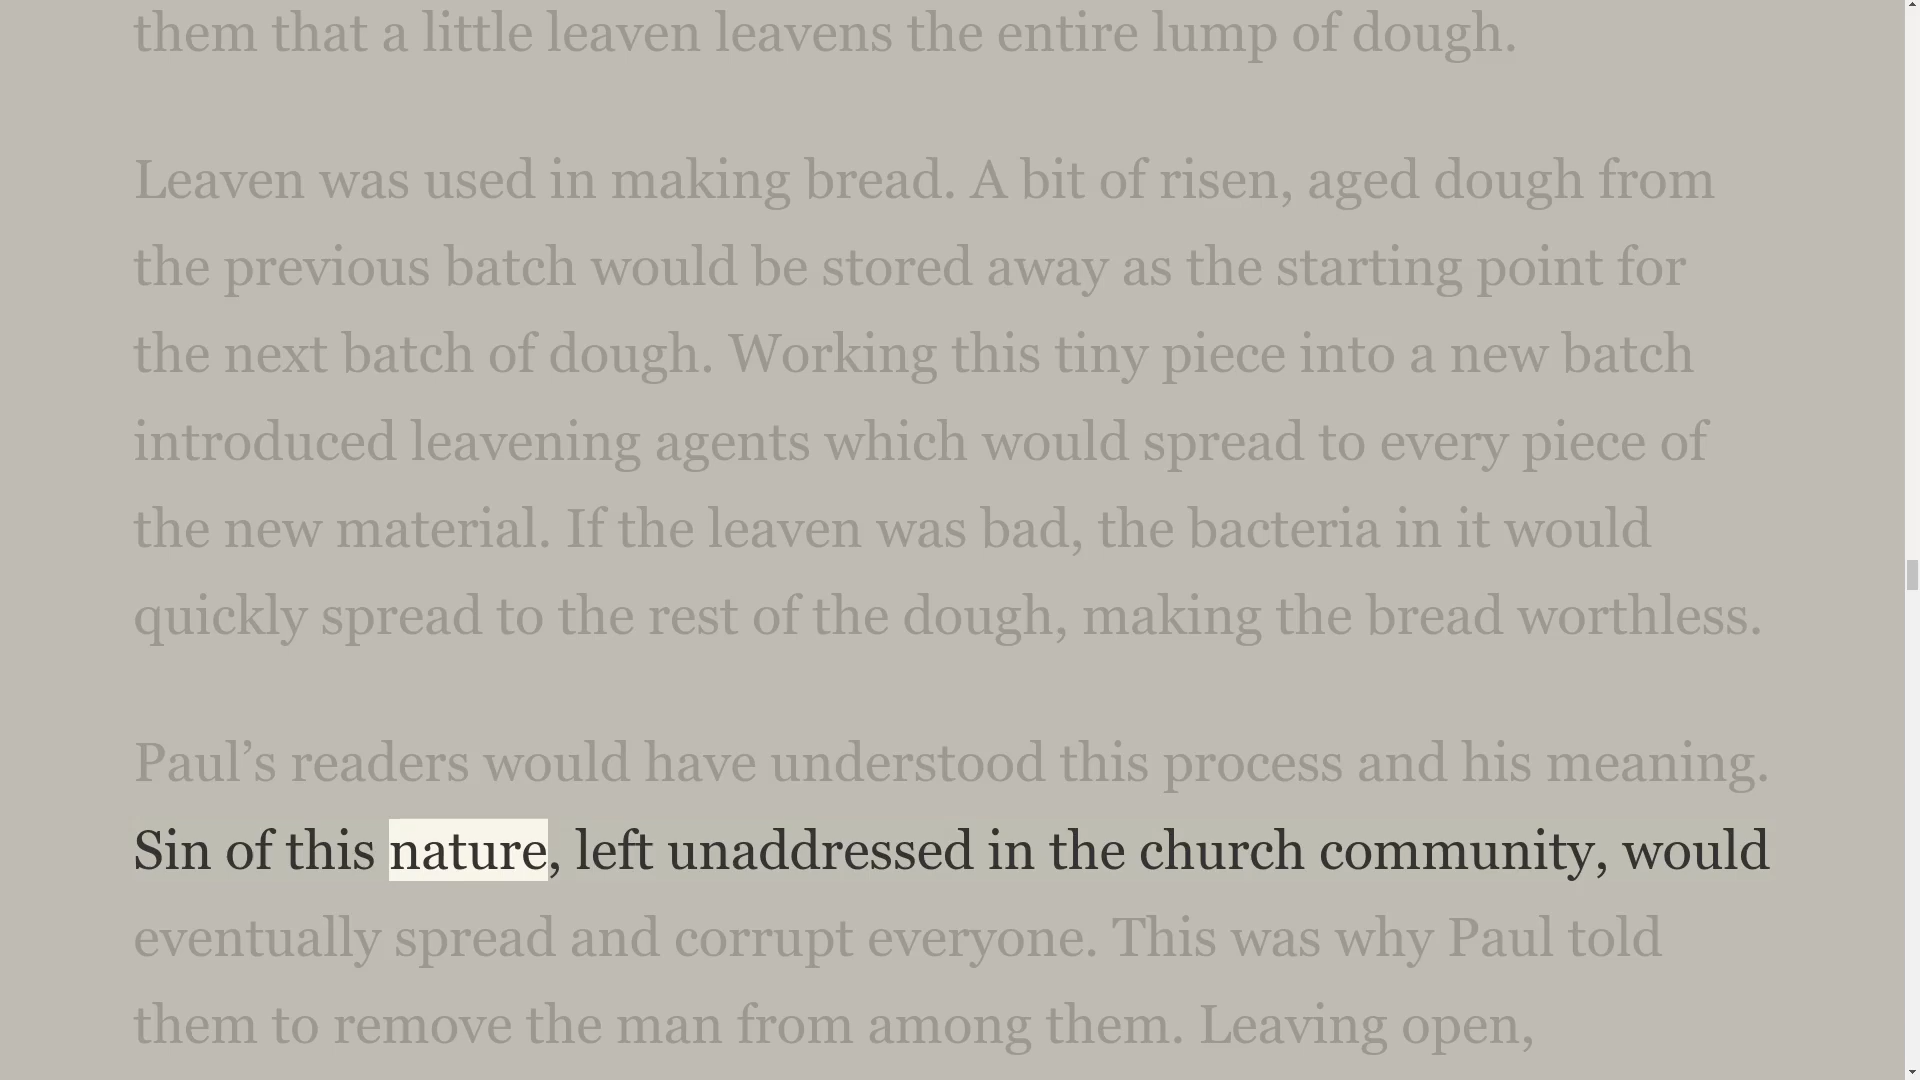 them that a little leaven leavens the entire lump of dough.
Leaven was used in making bread. A bit of risen, aged dough from
the previous batch would be stored away as the starting point for
the next batch of dough. Working this tiny piece into a new batch
introduced leavening agents which would spread to every piece of
the new material. If the leaven was bad, the bacteria in it would
quickly spread to the rest of the dough, making the bread worthless.
Paul’s readers would have understood this process and his meaning.
Sin of this nature, left unaddressed in the church community, would
eventually spread and corrupt everyone. This was why Paul told
them to remove the man from among them. Leaving open,